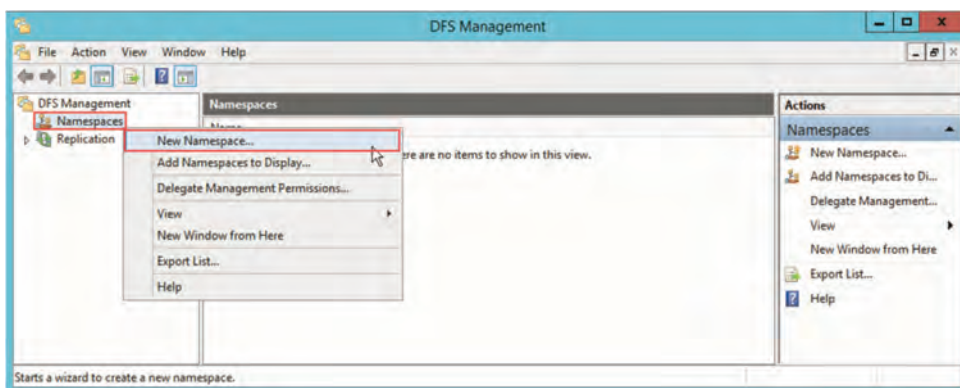 DFS Management
File Action View Window Help
DFS Management
Namespaces
Replication
Namespaces
Name
New Namespace...
Add Namespaces to Display...
Delegate Management Permissions...
View
New Window from Here
Export List...
Help
ere are no items to show in this view.
Actions
Namespaces
New Namespace...
Add Namespaces to Di...
Delegate Management...
View
New Window from Here
Export List...
Help
Starts a wizard to create a new namespace.